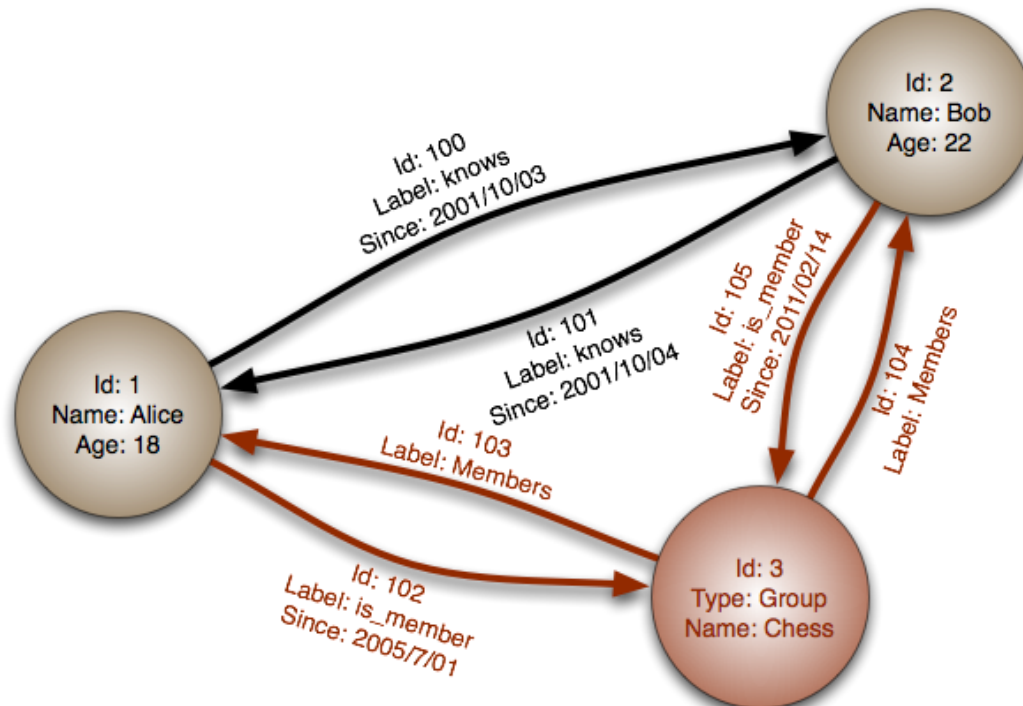 Id: 2
Name: Bob
Age: 22
Id: 100
Label: knows
Since: 2001/10/03
Id: 101
Label: knows
Since: 2001/10/04
Id: 105
Label: is_member
Since: 2011/02/14
Id: 104
Label: Members
Id: 1
Name: Alice
Age: 18
Id: 103
Label: Members
Id: 102
Label: is_member
Since: 2005/7/01
Id: 3
Type: Group
Name: Chess